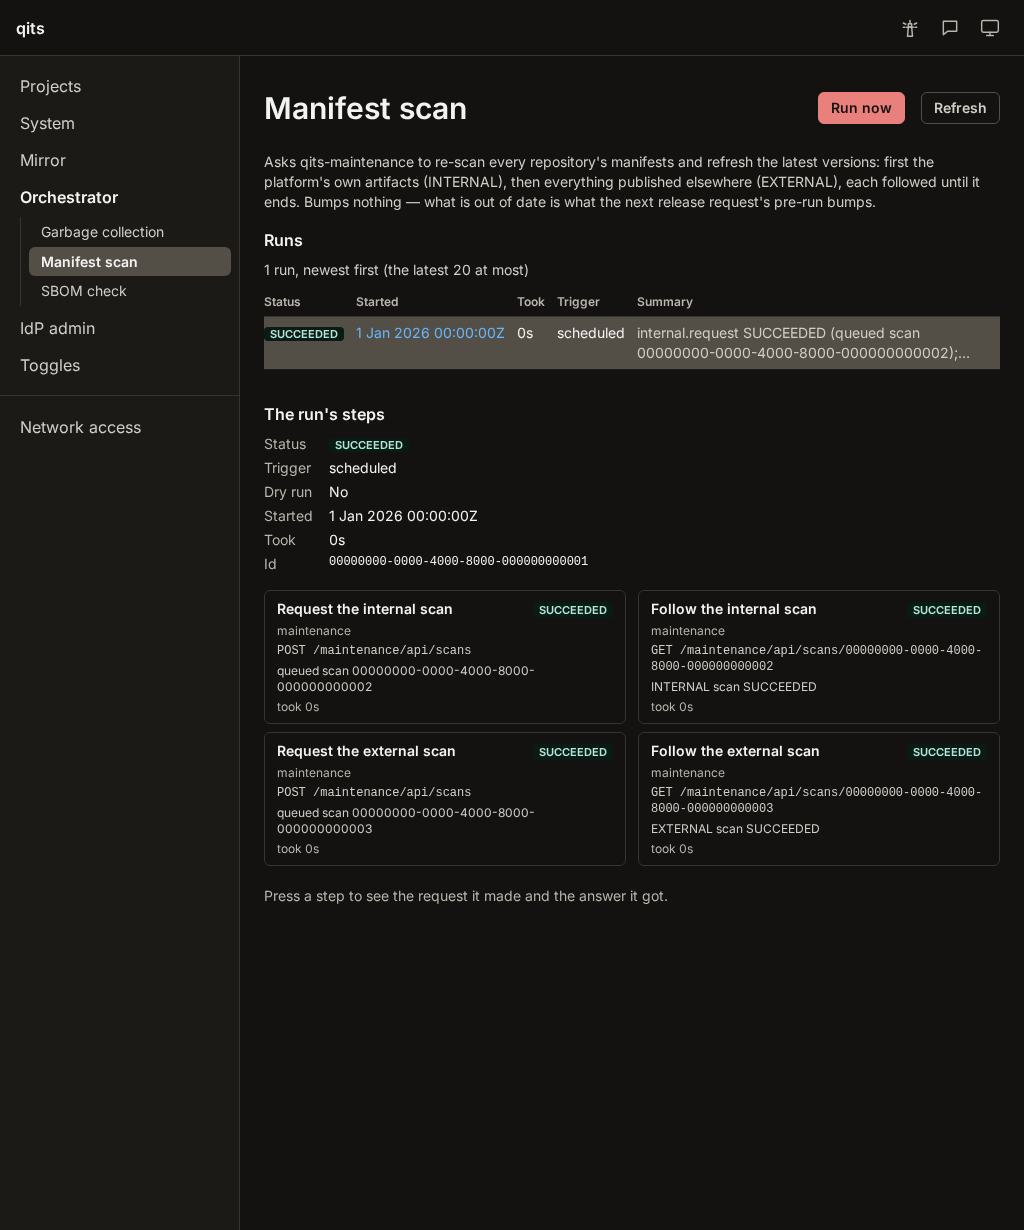 qits
Projects
System
Mirror
Orchestrator
Garbage collection
Manifest scan
SBOM check
IdP admin
Toggles
Network access
Manifest scan
Run now
Refresh
Asks qits-maintenance to re-scan every repository's manifests and refresh the latest versions: first the
platform's own artifacts (INTERNAL), then everything published elsewhere (EXTERNAL), each followed until it
ends. Bumps nothing — what is out of date is what the next release request's pre-run bumps.
Runs
1 run, newest first (the latest 20 at most)
Status Started Took Trigger Summary
SUCCEEDED 1 Jan 2026 00:00:00Z 0s scheduled internal.request SUCCEEDED (queued scan
00000000-0000-4000-8000-000000000002);...
The run's steps
Status SUCCEEDED
Trigger scheduled
Dry run No
Started 1 Jan 2026 00:00:00Z
Took 0s
Id 00000000-0000-4000-8000-000000000001
Request the internal scan SUCCEEDED
maintenance
POST /maintenance/api/scans
queued scan 00000000-0000-4000-8000-
000000000002
took 0s
Follow the internal scan SUCCEEDED
maintenance
GET /maintenance/api/scans/00000000-0000-4000-
8000-000000000002
INTERNAL scan SUCCEEDED
took 0s
Request the external scan SUCCEEDED
maintenance
POST /maintenance/api/scans
queued scan 00000000-0000-4000-8000-
000000000003
took 0s
Follow the external scan SUCCEEDED
maintenance
GET /maintenance/api/scans/00000000-0000-4000-
8000-000000000003
EXTERNAL scan SUCCEEDED
took 0s
Press a step to see the request it made and the answer it got.